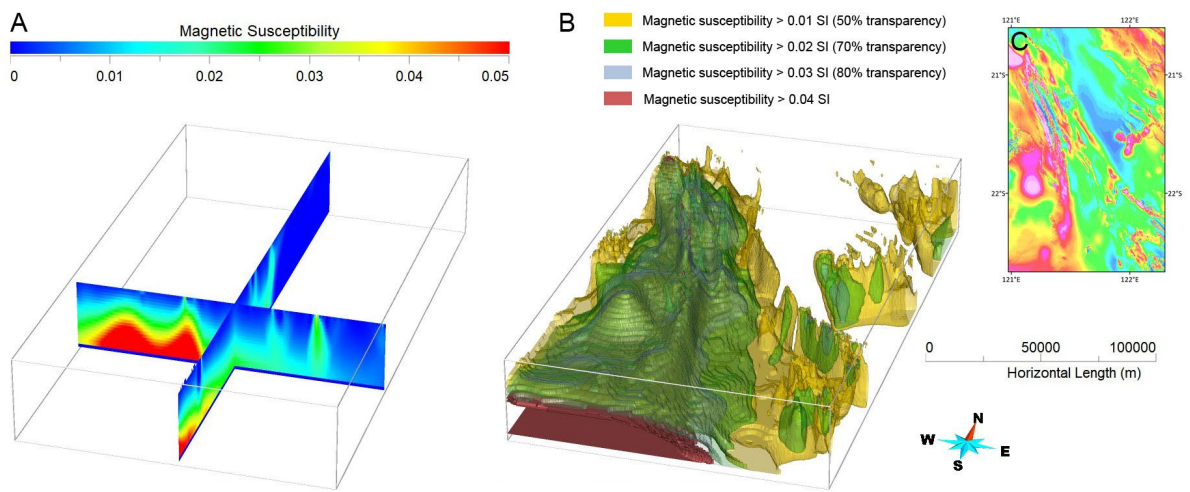 A
Magnetic Susceptibility
0 0.01 0.02 0.03 0.04 0.05
B
Magnetic susceptibility > 0.01 SI (50% transparency)
Magnetic susceptibility > 0.02 SI (70% transparency)
Magnetic susceptibility > 0.03 SI (80% transparency)
Magnetic susceptibility > 0.04 SI
121°E 122°E
C
21°S 21°S
22°S 22°S
121°E 122°E
0 50000 100000
Horizontal Length (m)
N
W E
S